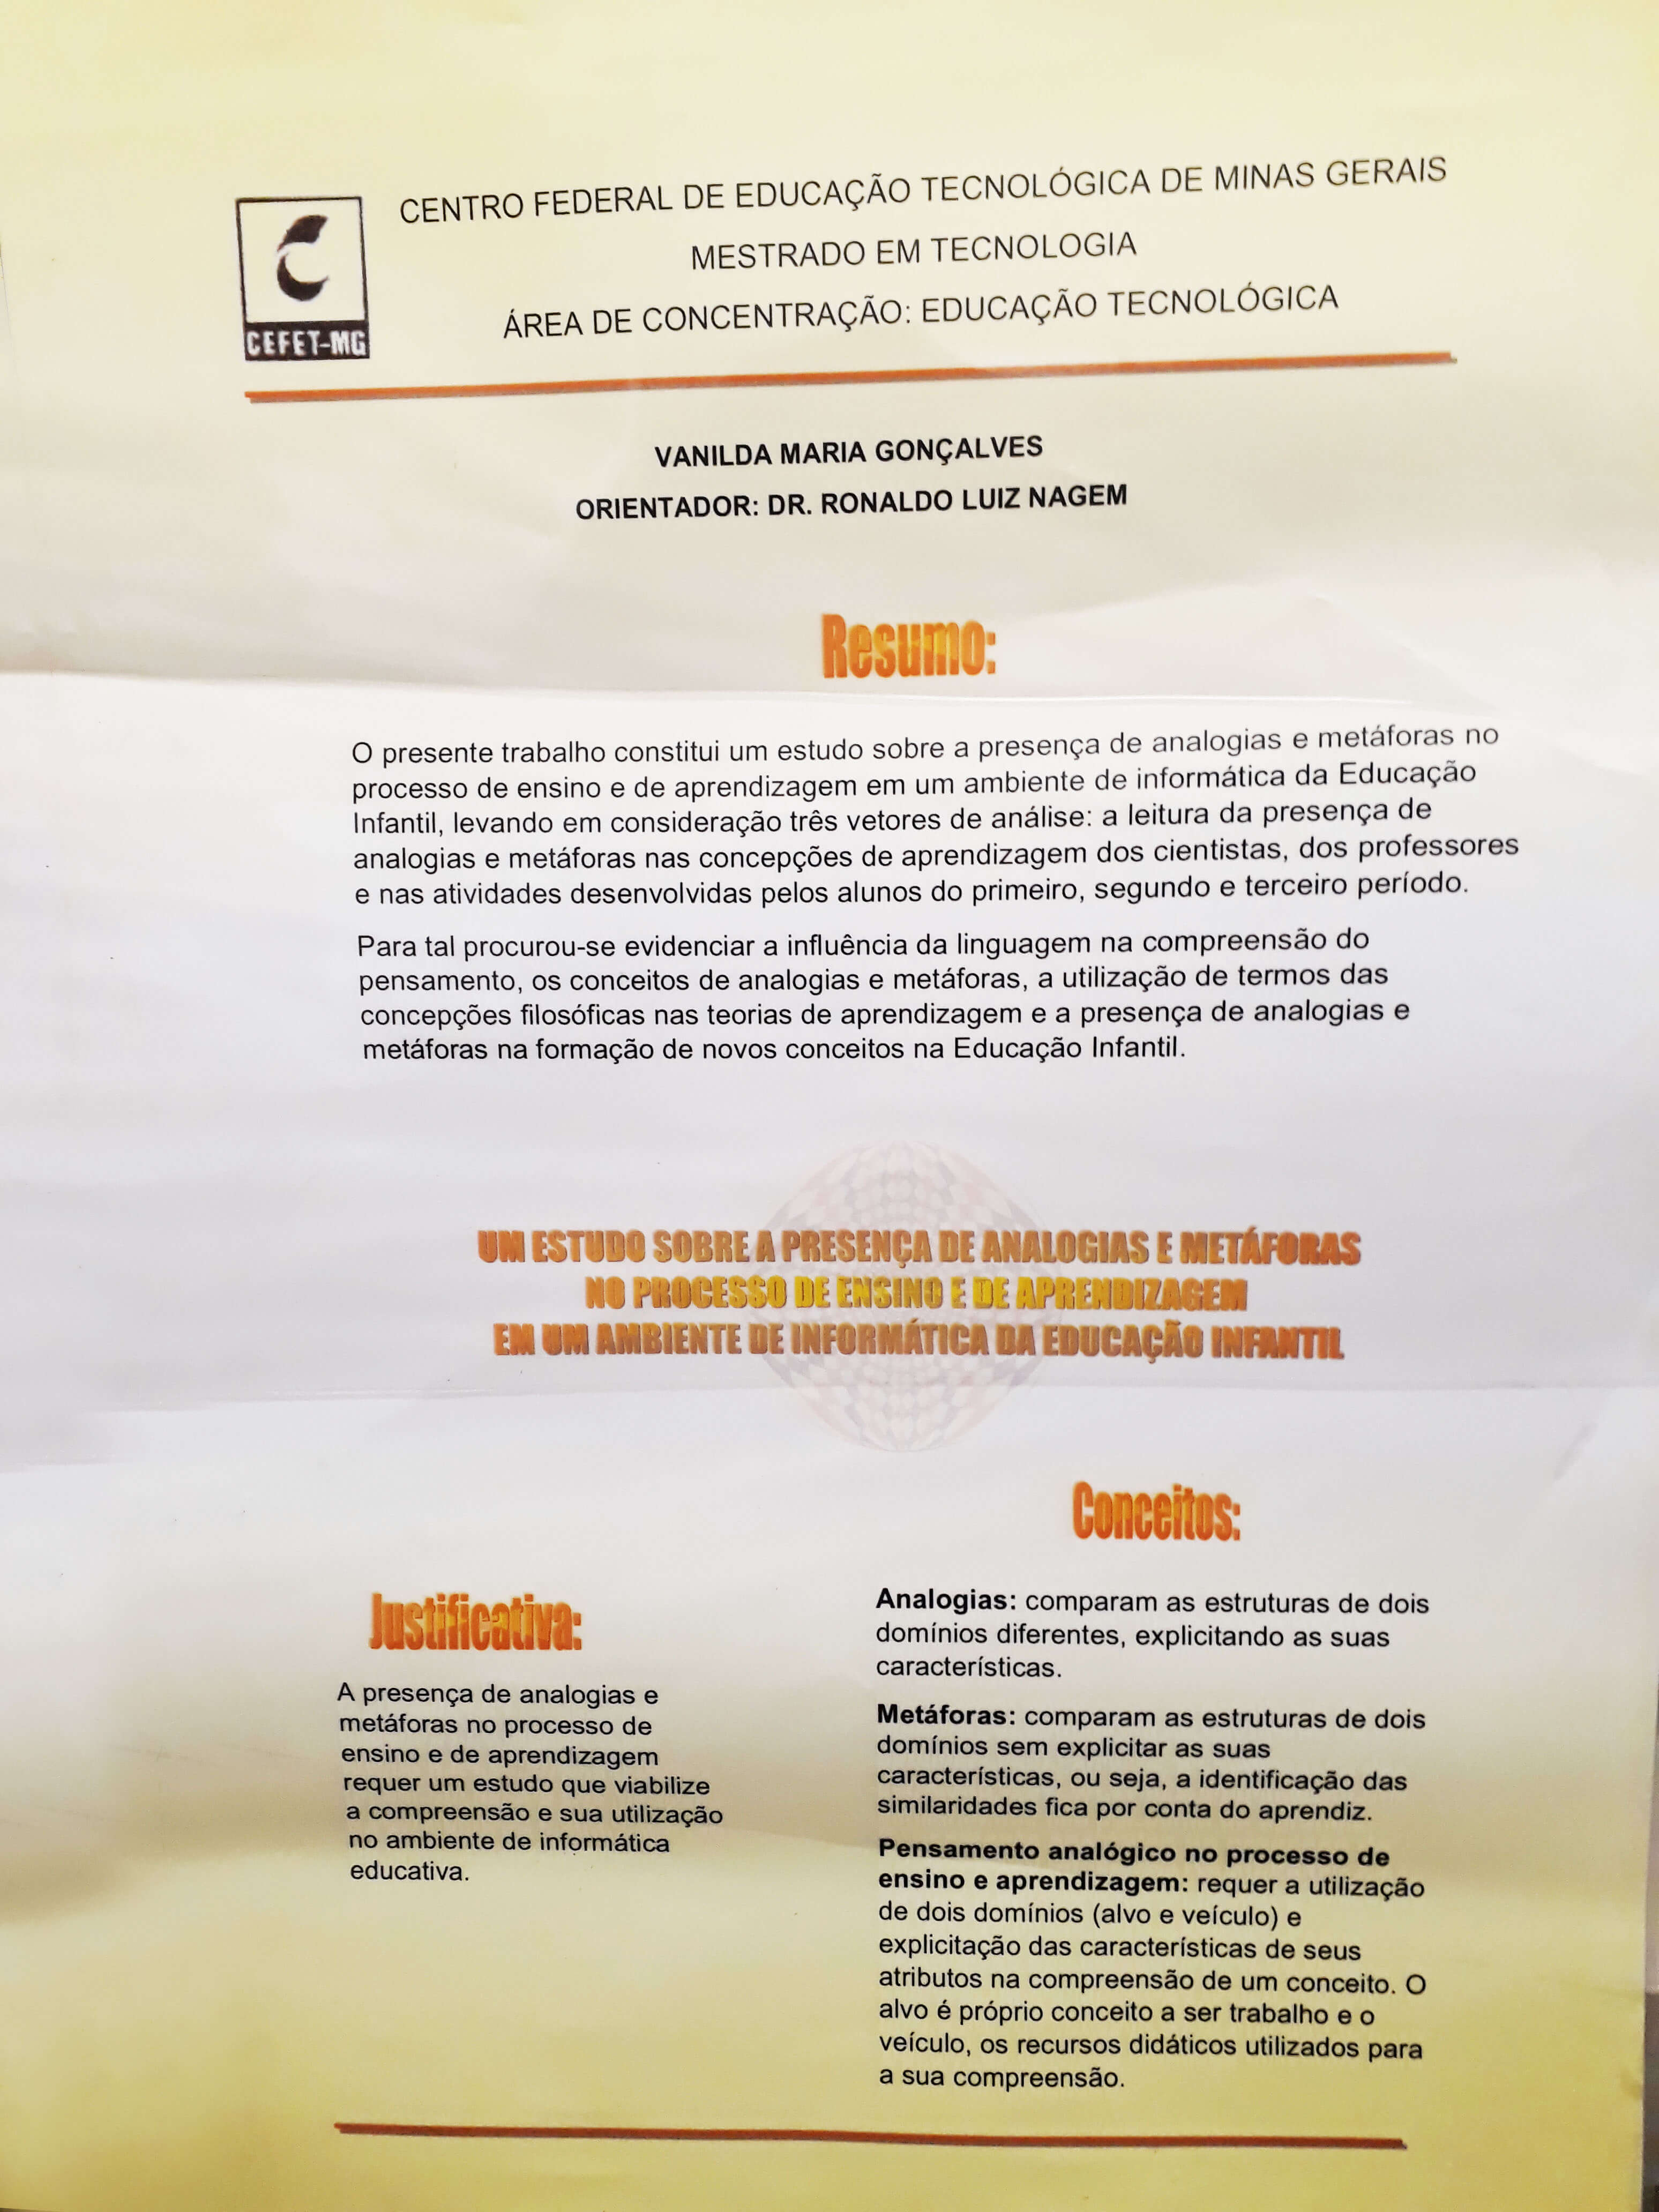 CENTRO FEDERAL DE EDUCAÇÃO TECNOLÓGICA DE MINAS GERAIS
MESTRADO EM TECNOLOGIA
ÁREA DE CONCENTRAÇÃO: EDUCAÇÃO TECNOLÓGICA
CEFET-MG
VANILDA MARIA GONÇALVES
ORIENTADOR: DR. RONALDO LUIZ NAGEM
Resumo:
O presente trabalho constitui um estudo sobre a presença de analogias e metáforas no
processo de ensino e de aprendizagem em um ambiente de informática da Educação
Infantil, levando em consideração três vetores de análise: a leitura da presença de
analogias e metáforas nas concepções de aprendizagem dos cientistas, dos professores
e nas atividades desenvolvidas pelos alunos do primeiro, segundo e terceiro período.
Para tal procurou-se evidenciar a influência da linguagem na compreensão do
pensamento, os conceitos de analogias e metáforas, a utilização de termos das
concepções filosóficas nas teorias de aprendizagem e a presença de analogias e
metáforas na formação de novos conceitos na Educação Infantil.
UM ESTUDO SOBRE A PRESENÇA DE ANALOGIAS E METÁFORAS
NO PROCESSO DE ENSINO E DE APRENDIZAGEM
EM UM AMBIENTE DE INFORMÁTICA DA EDUCAÇÃO INFANTIL
Justificativa:
A presença de analogias e
metáforas no processo de
ensino e de aprendizagem
requer um estudo que viabilize
a compreensão e sua utilização
no ambiente de informática
educativa.
Conceitos:
Analogias: comparam as estruturas de dois
domínios diferentes, explicitando as suas
características.
Metáforas: comparam as estruturas de dois
domínios sem explicitar as suas
características, ou seja, a identificação das
similaridades fica por conta do aprendiz.
Pensamento analógico no processo de
ensino e aprendizagem: requer a utilização
de dois domínios (alvo e veículo) e
explicitação das características de seus
atributos na compreensão de um conceito. O
alvo é próprio conceito a ser trabalho e o
veículo, os recursos didáticos utilizados para
a sua compreensão.